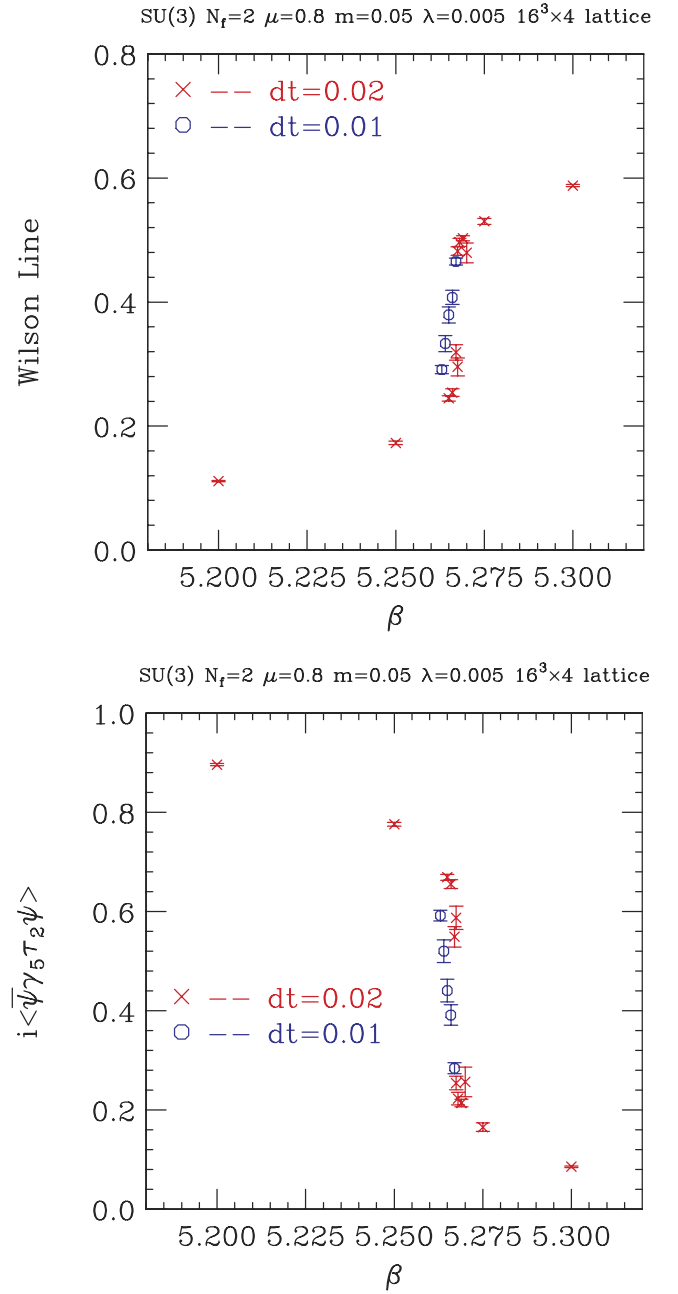 SU(3) N_f=2 μ=0.8 m=0.05 λ=0.005 16³×4 lattice
0.8
× −− dt=0.02
○ −− dt=0.01
0.6
Wilson Line
0.4
0.2
0.0
5.200 5.225 5.250 5.275 5.300
β
SU(3) N_f=2 μ=0.8 m=0.05 λ=0.005 16³×4 lattice
1.0
0.8
0.6
i<ψ̄γ₅τ₂ψ>
× −− dt=0.02
0.4
○ −− dt=0.01
0.2
0.0
5.200 5.225 5.250 5.275 5.300
β